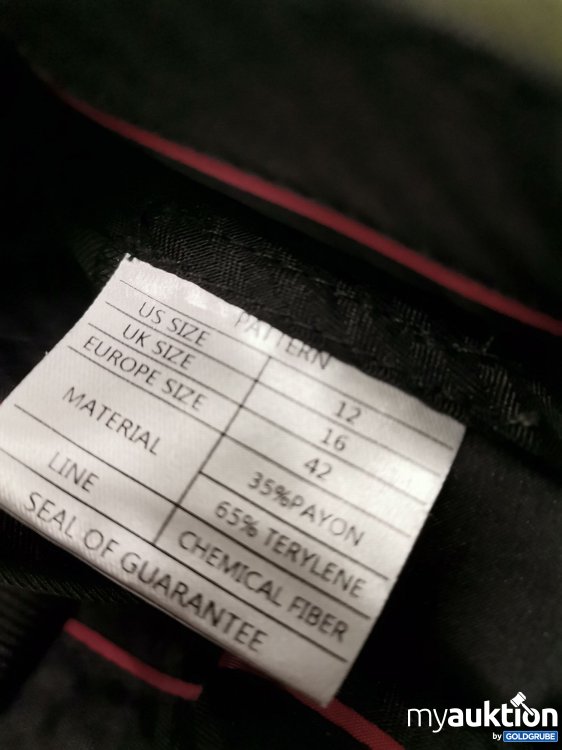 PATTERN
US SIZE 12
UK SIZE 16
EUROPE SIZE 42
MATERIAL 35%PAYON
65% TERYLENE
LINE CHEMICAL FIBER
SEAL OF GUARANTEE
myauktion
by GOLDGRUBE